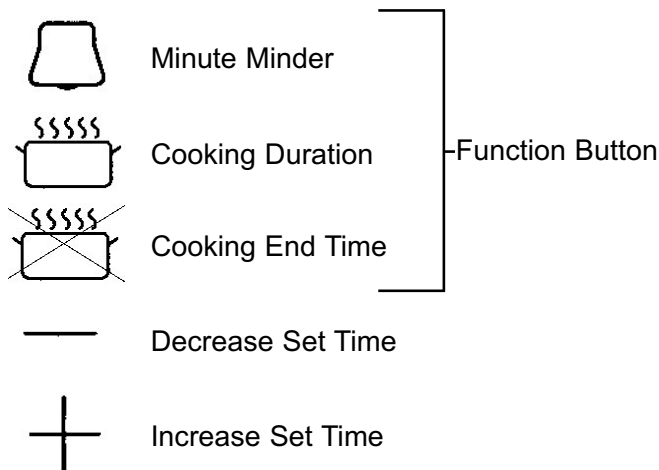 Minute Minder
Cooking Duration
Function Button
Cooking End Time
Decrease Set Time
Increase Set Time